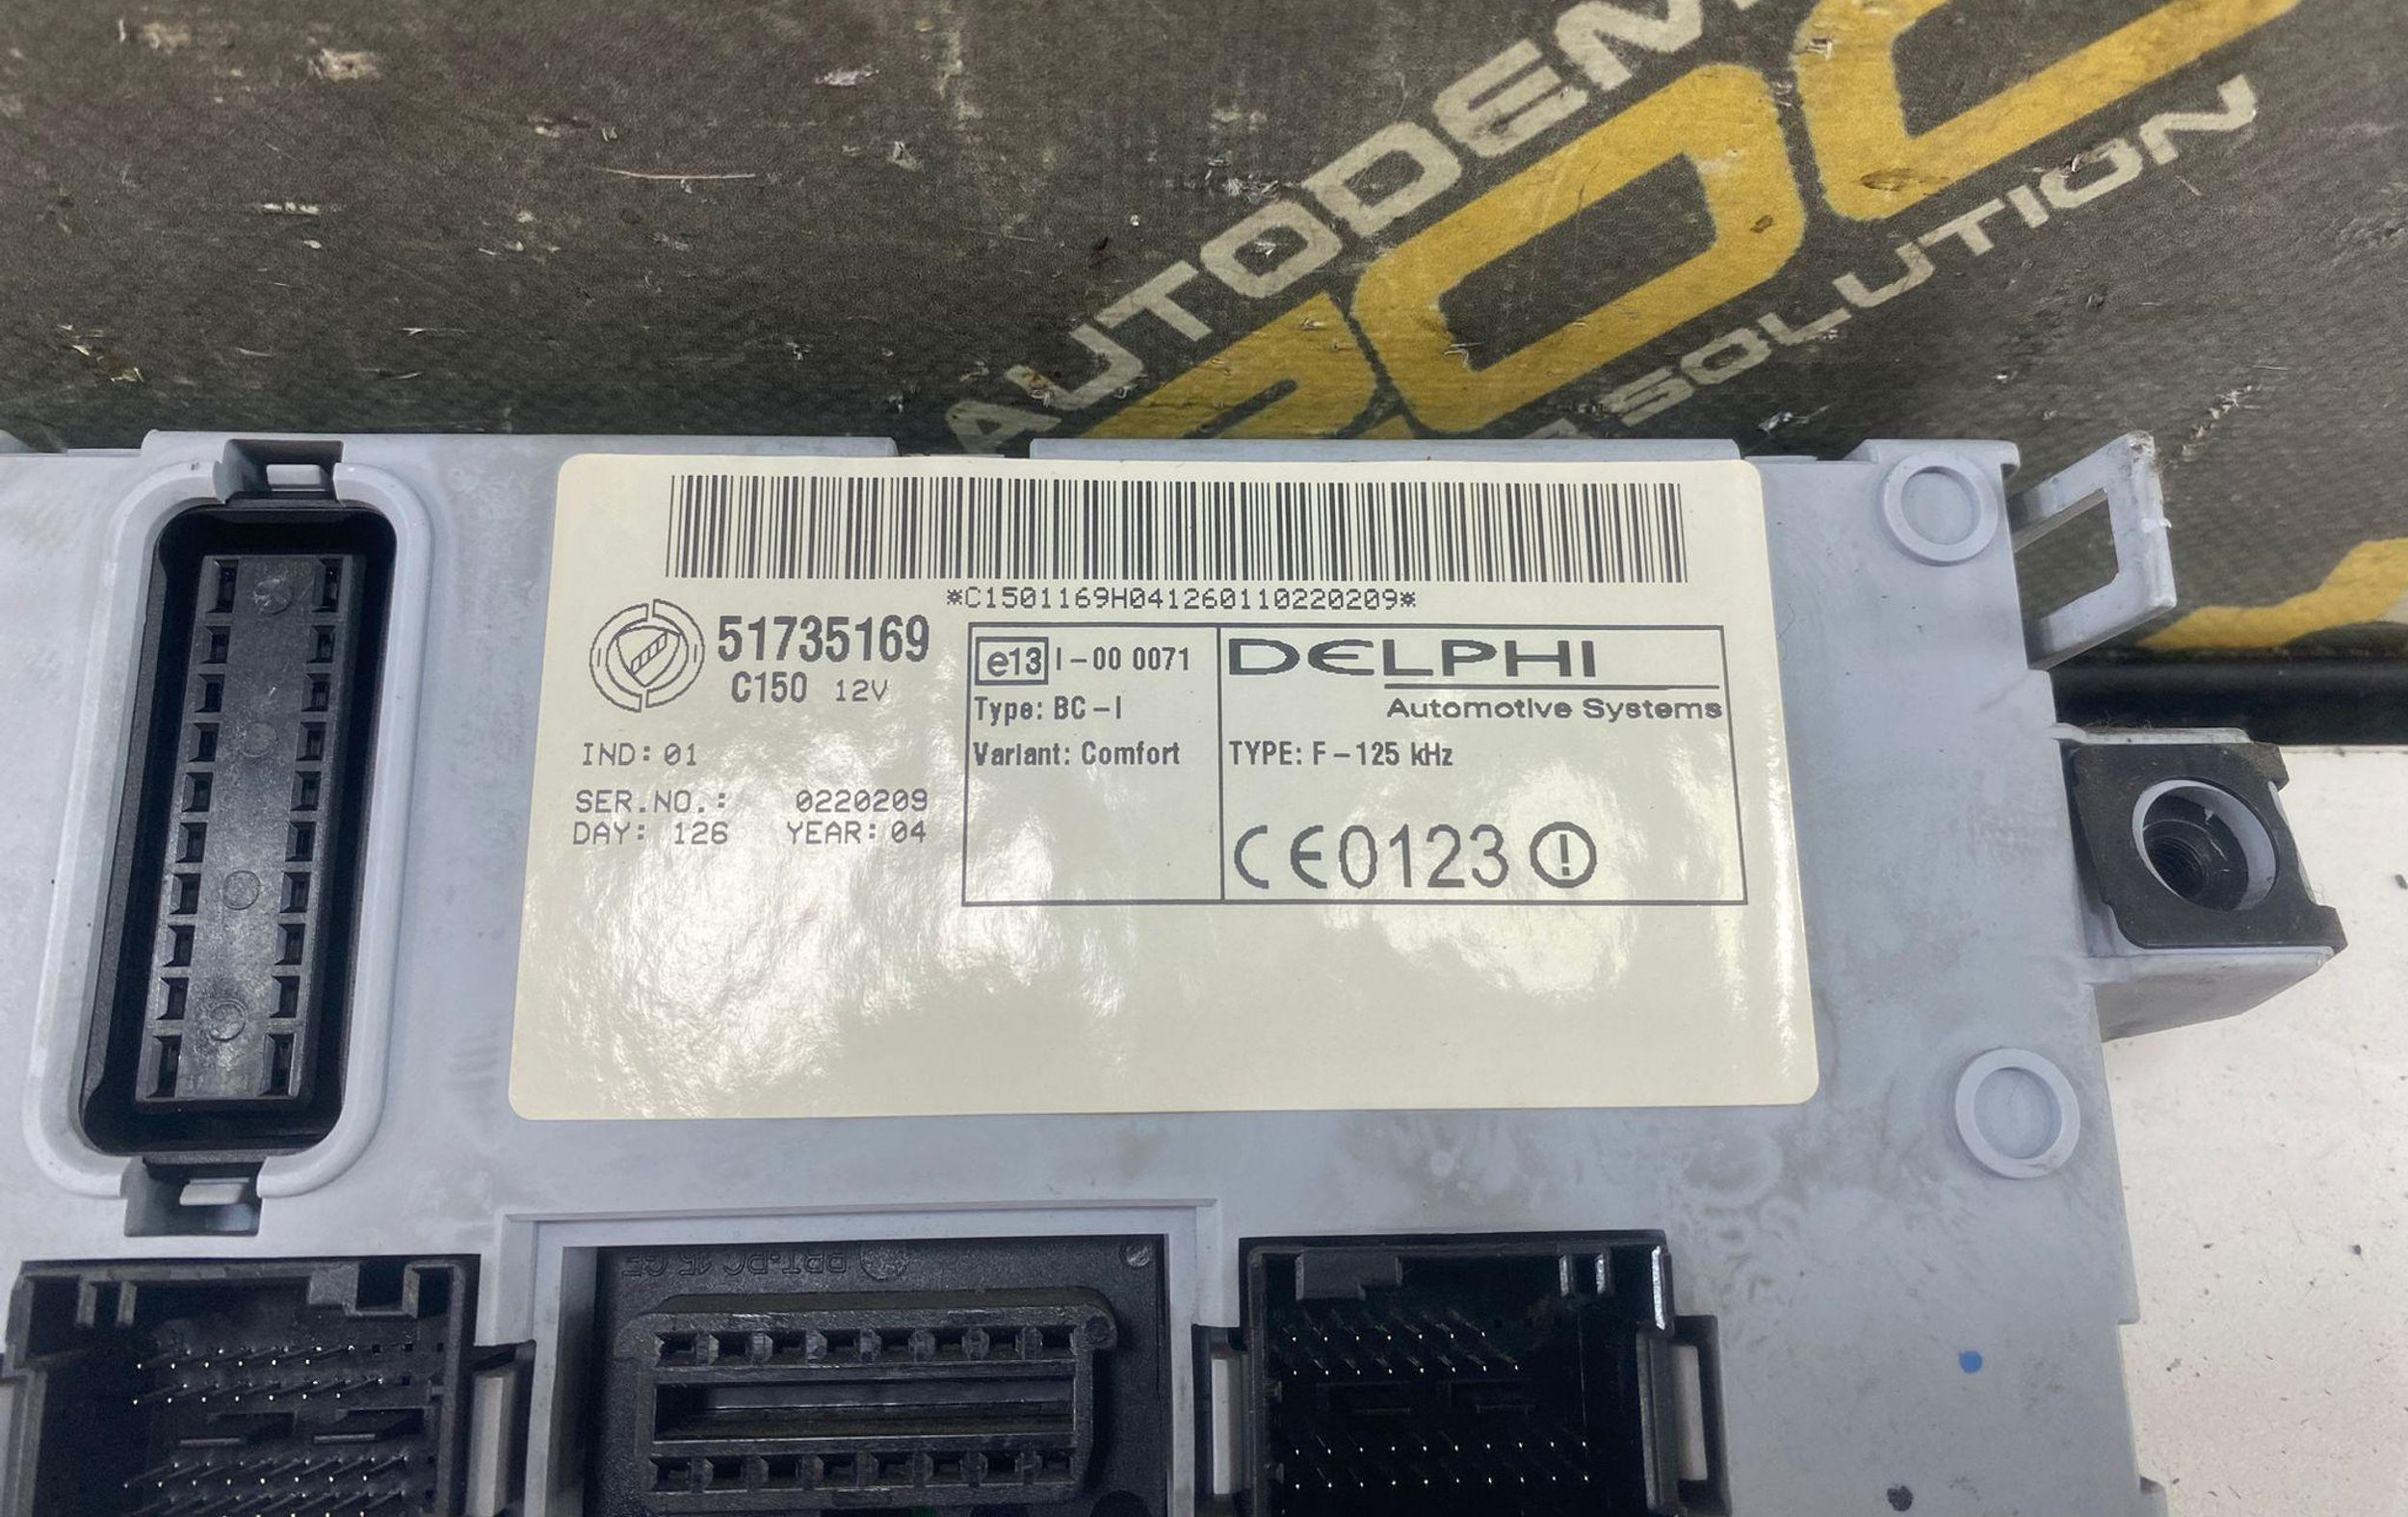 AUTODEM
SOLUTION
*C1501169H041260110220209*
51735169
C150 12V
IND: 01
SER.NO.: 0220209
DAY: 126 YEAR: 04
e13 I-00 0071
Type: BC-I
Variant: Comfort
DELPHI
Automotive Systems
TYPE: F-125 kHz
CE0123